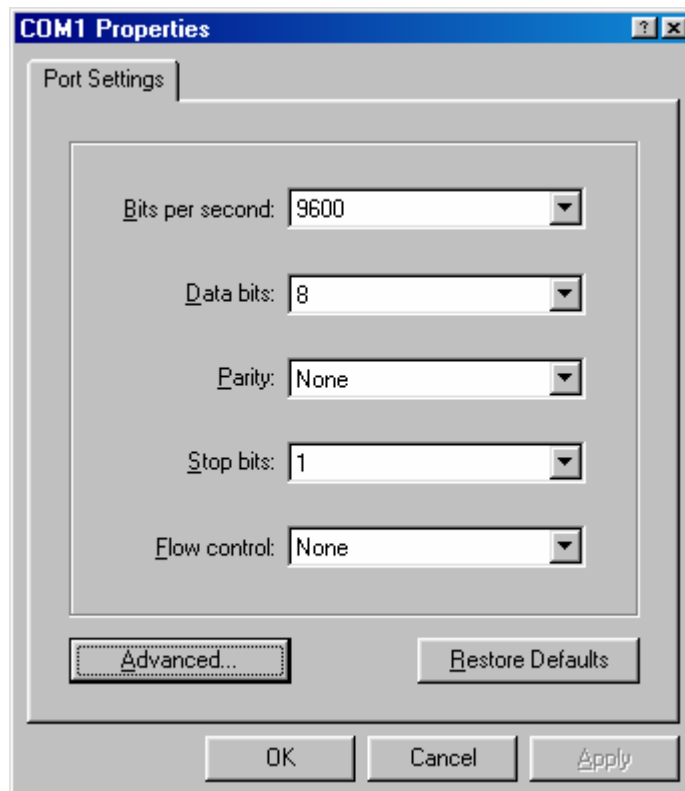 COM1 Properties
Port Settings
Bits per second: 9600
Data bits: 8
Parity: None
Stop bits: 1
Flow control: None
Advanced... Restore Defaults
OK Cancel Apply